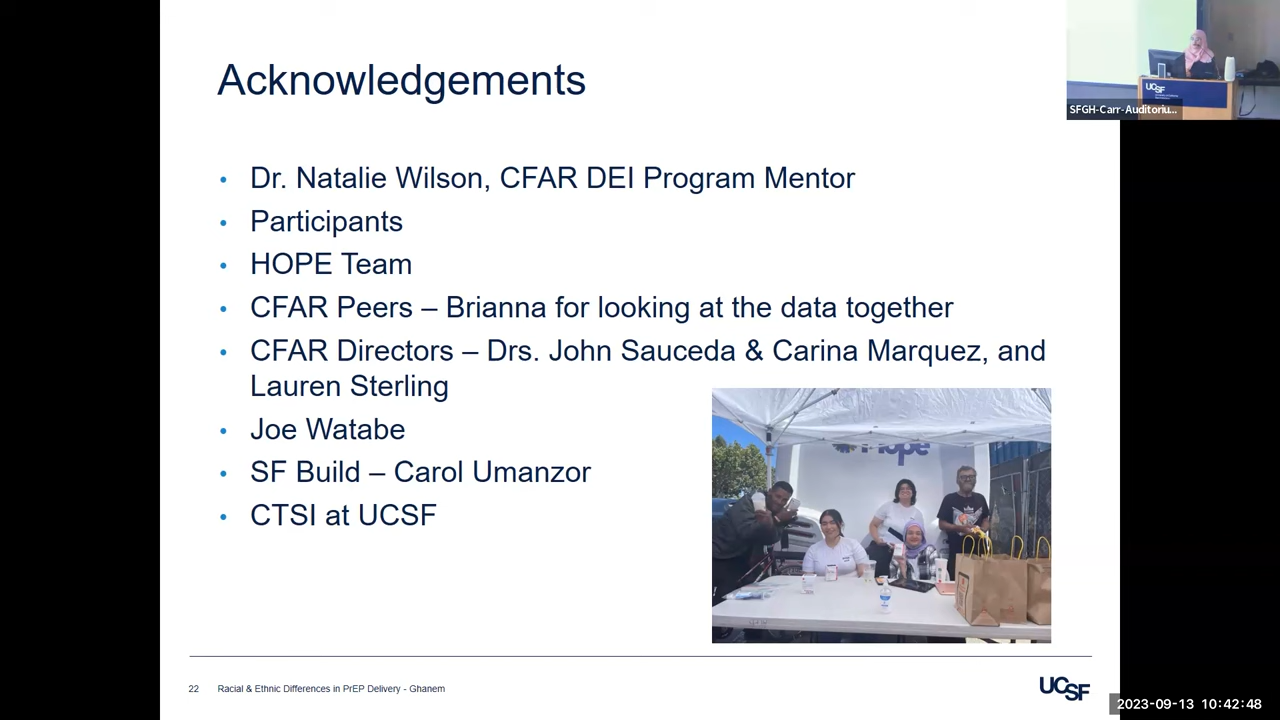 Acknowledgements
SFGH-Carr-Auditoriu...
UCSF
• Dr. Natalie Wilson, CFAR DEI Program Mentor
• Participants
• HOPE Team
• CFAR Peers – Brianna for looking at the data together
• CFAR Directors – Drs. John Sauceda & Carina Marquez, and
Lauren Sterling
• Joe Watabe
• SF Build – Carol Umanzor
• CTSI at UCSF
Hope
22 Racial & Ethnic Differences in PrEP Delivery - Ghanem
UCSF
2023-09-13 10:42:48